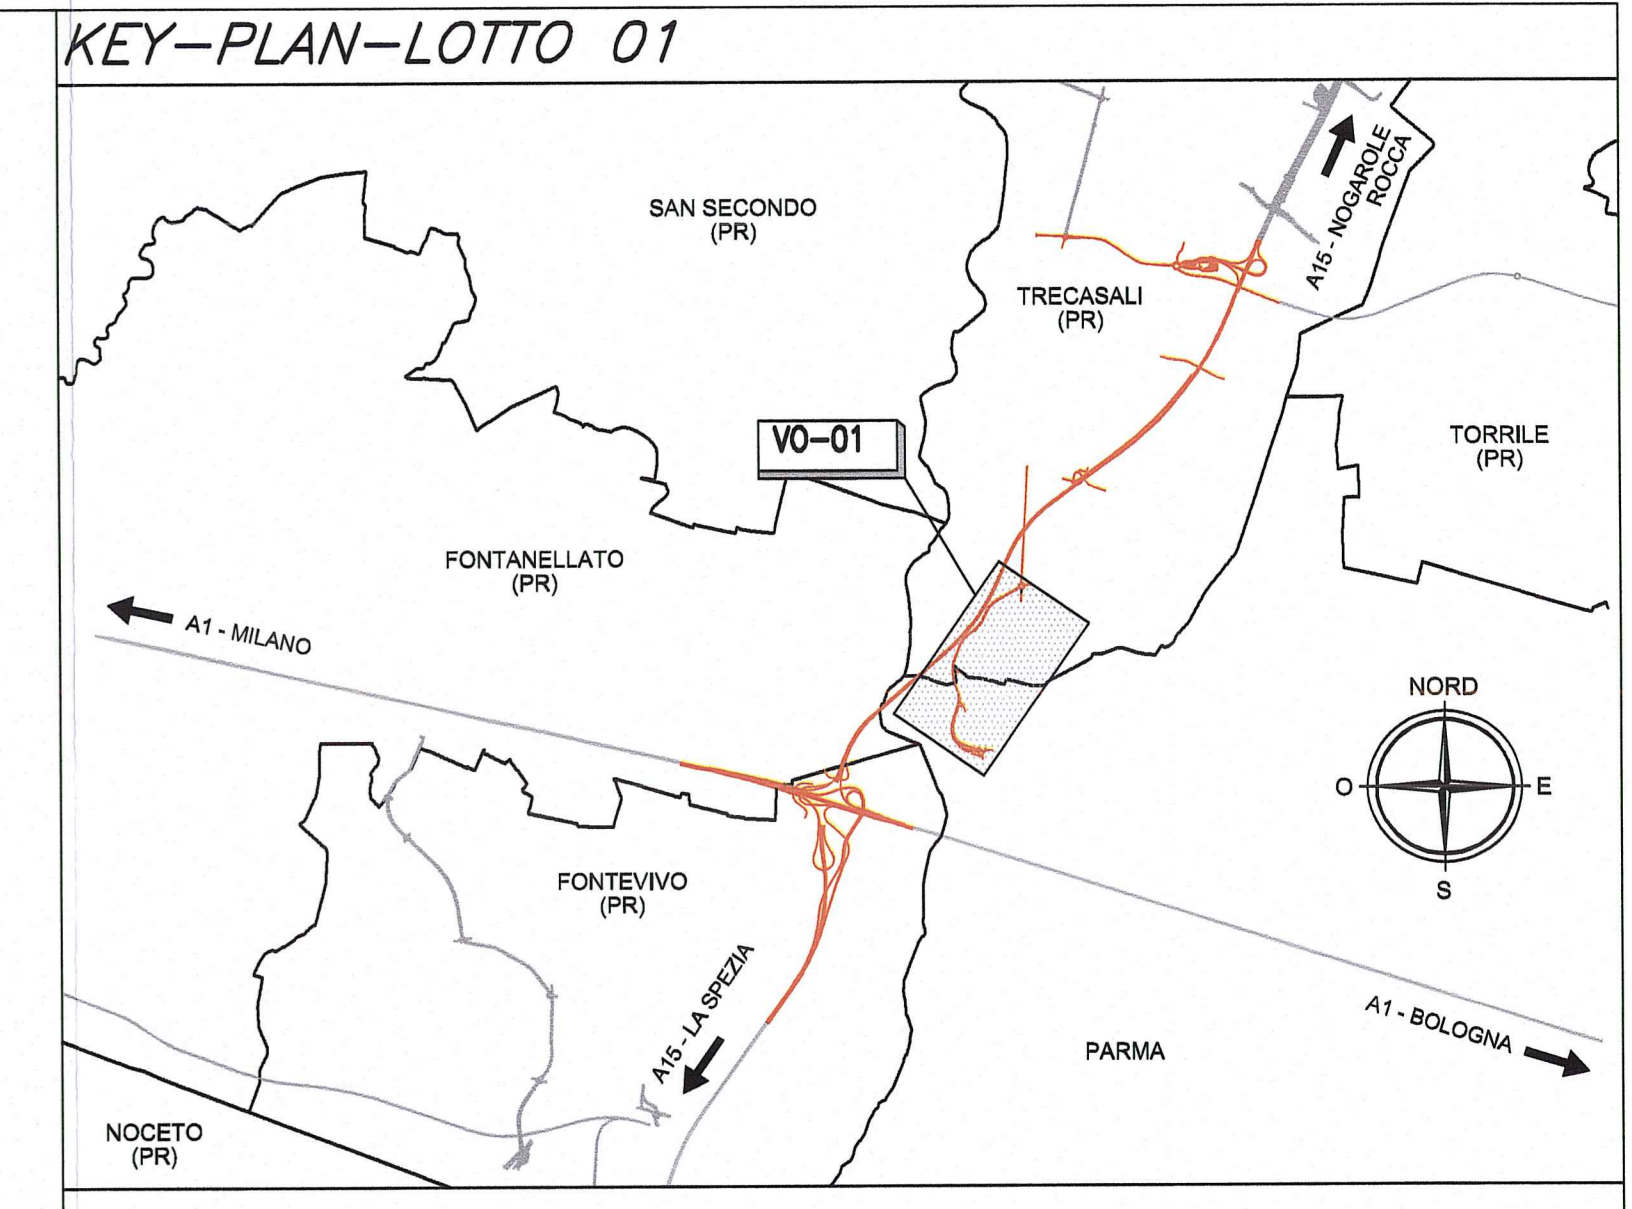 KEY-PLAN-LOTTO 01
A15 - NOGAROLE
ROCCA
SAN SECONDO
(PR)
TRECASALI
(PR)
VO-01
TORRILE
(PR)
FONTANELLATO
(PR)
A1 - MILANO
NORD
O
E
S
FONTEVIVO
(PR)
A15 - LA SPEZIA
A1 - BOLOGNA
PARMA
NOCETO
(PR)